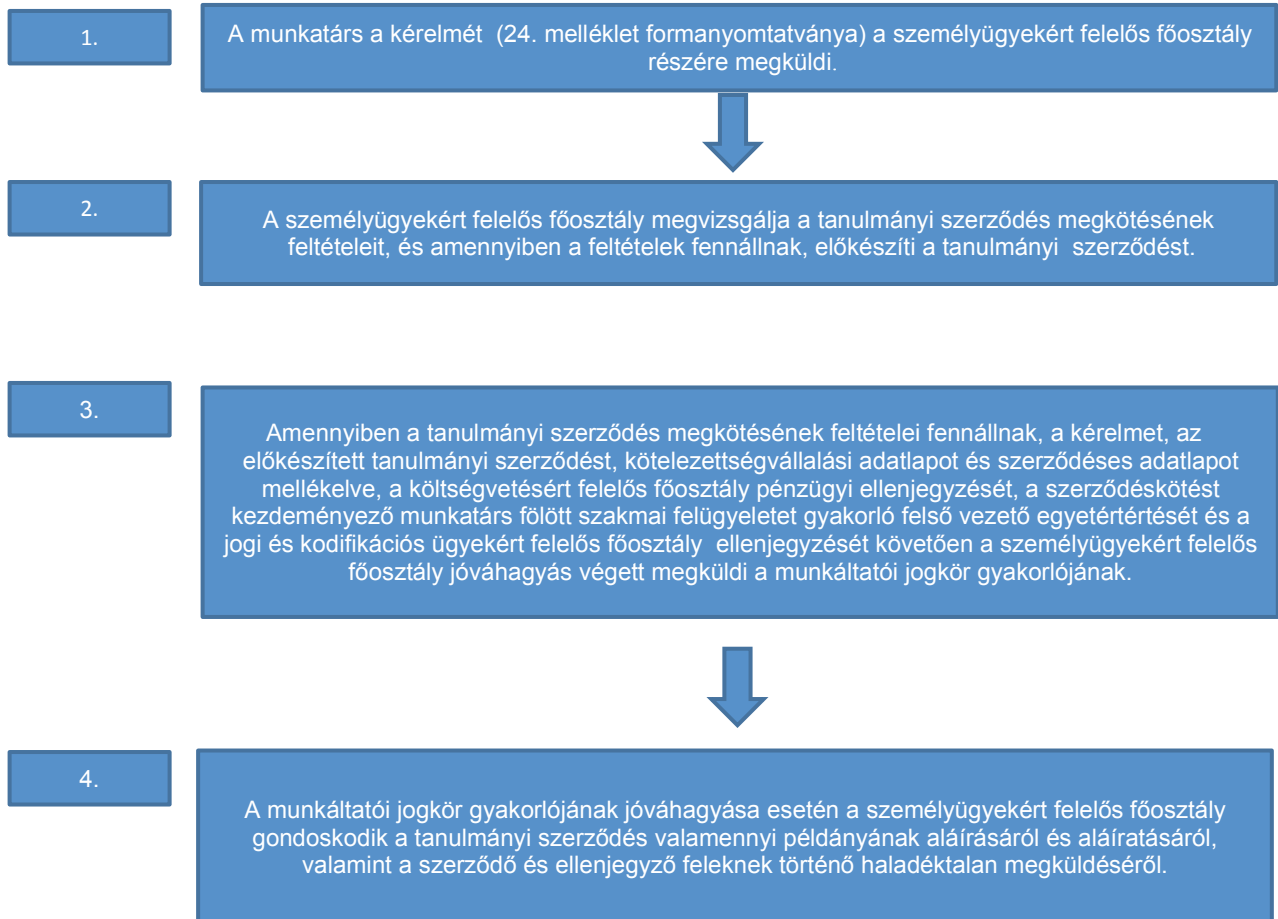 1.
A munkatárs a kérelmét (24. melléklet formanyomtatványa) a személyügyekért felelős főosztály
részére megküldi.
2.
A személyügyekért felelős főosztály megvizsgálja a tanulmányi szerződés megkötésének
feltételeit, és amennyiben a feltételek fennállnak, előkészíti a tanulmányi szerződést.
3.
Amennyiben a tanulmányi szerződés megkötésének feltételei fennállnak, a kérelmet, az
előkészített tanulmányi szerződést, kötelezettségvállalási adatlapot és szerződéses adatlapot
mellékelve, a költségvetésért felelős főosztály pénzügyi ellenjegyzését, a szerződéskötést
kezdeményező munkatárs fölött szakmai felügyeletet gyakorló felső vezető egyetértértését és a
jogi és kodifikációs ügyekért felelős főosztály ellenjegyzését követően a személyügyekért felelős
főosztály jóváhagyás végett megküldi a munkáltatói jogkör gyakorlójának.
4.
A munkáltatói jogkör gyakorlójának jóváhagyása esetén a személyügyekért felelős főosztály
gondoskodik a tanulmányi szerződés valamennyi példányának aláírásáról és aláíratásáról,
valamint a szerződő és ellenjegyző feleknek történő haladéktalan megküldéséről.